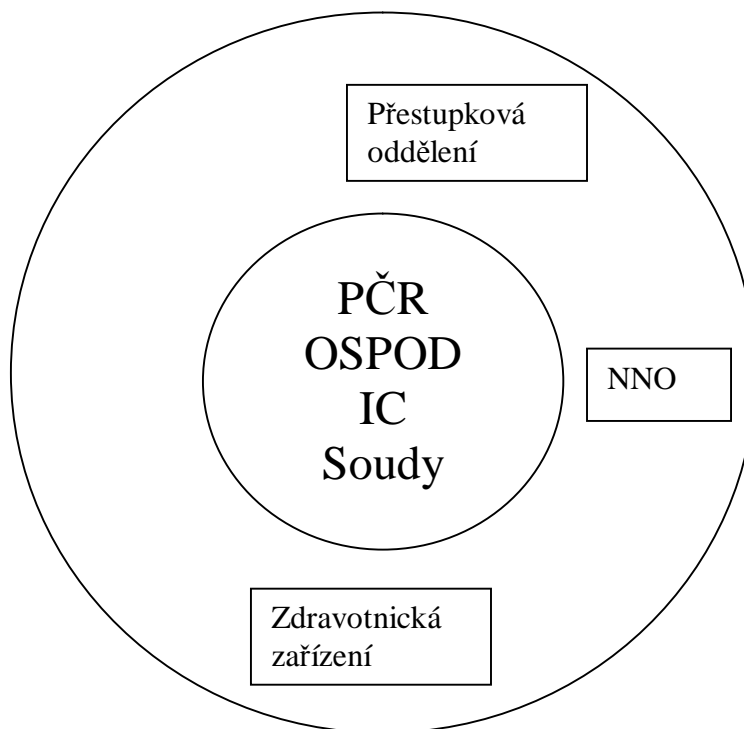 Přestupková
oddělení
PČR
OSPOD
IC
Soudy
NNO
Zdravotnická
zařízení